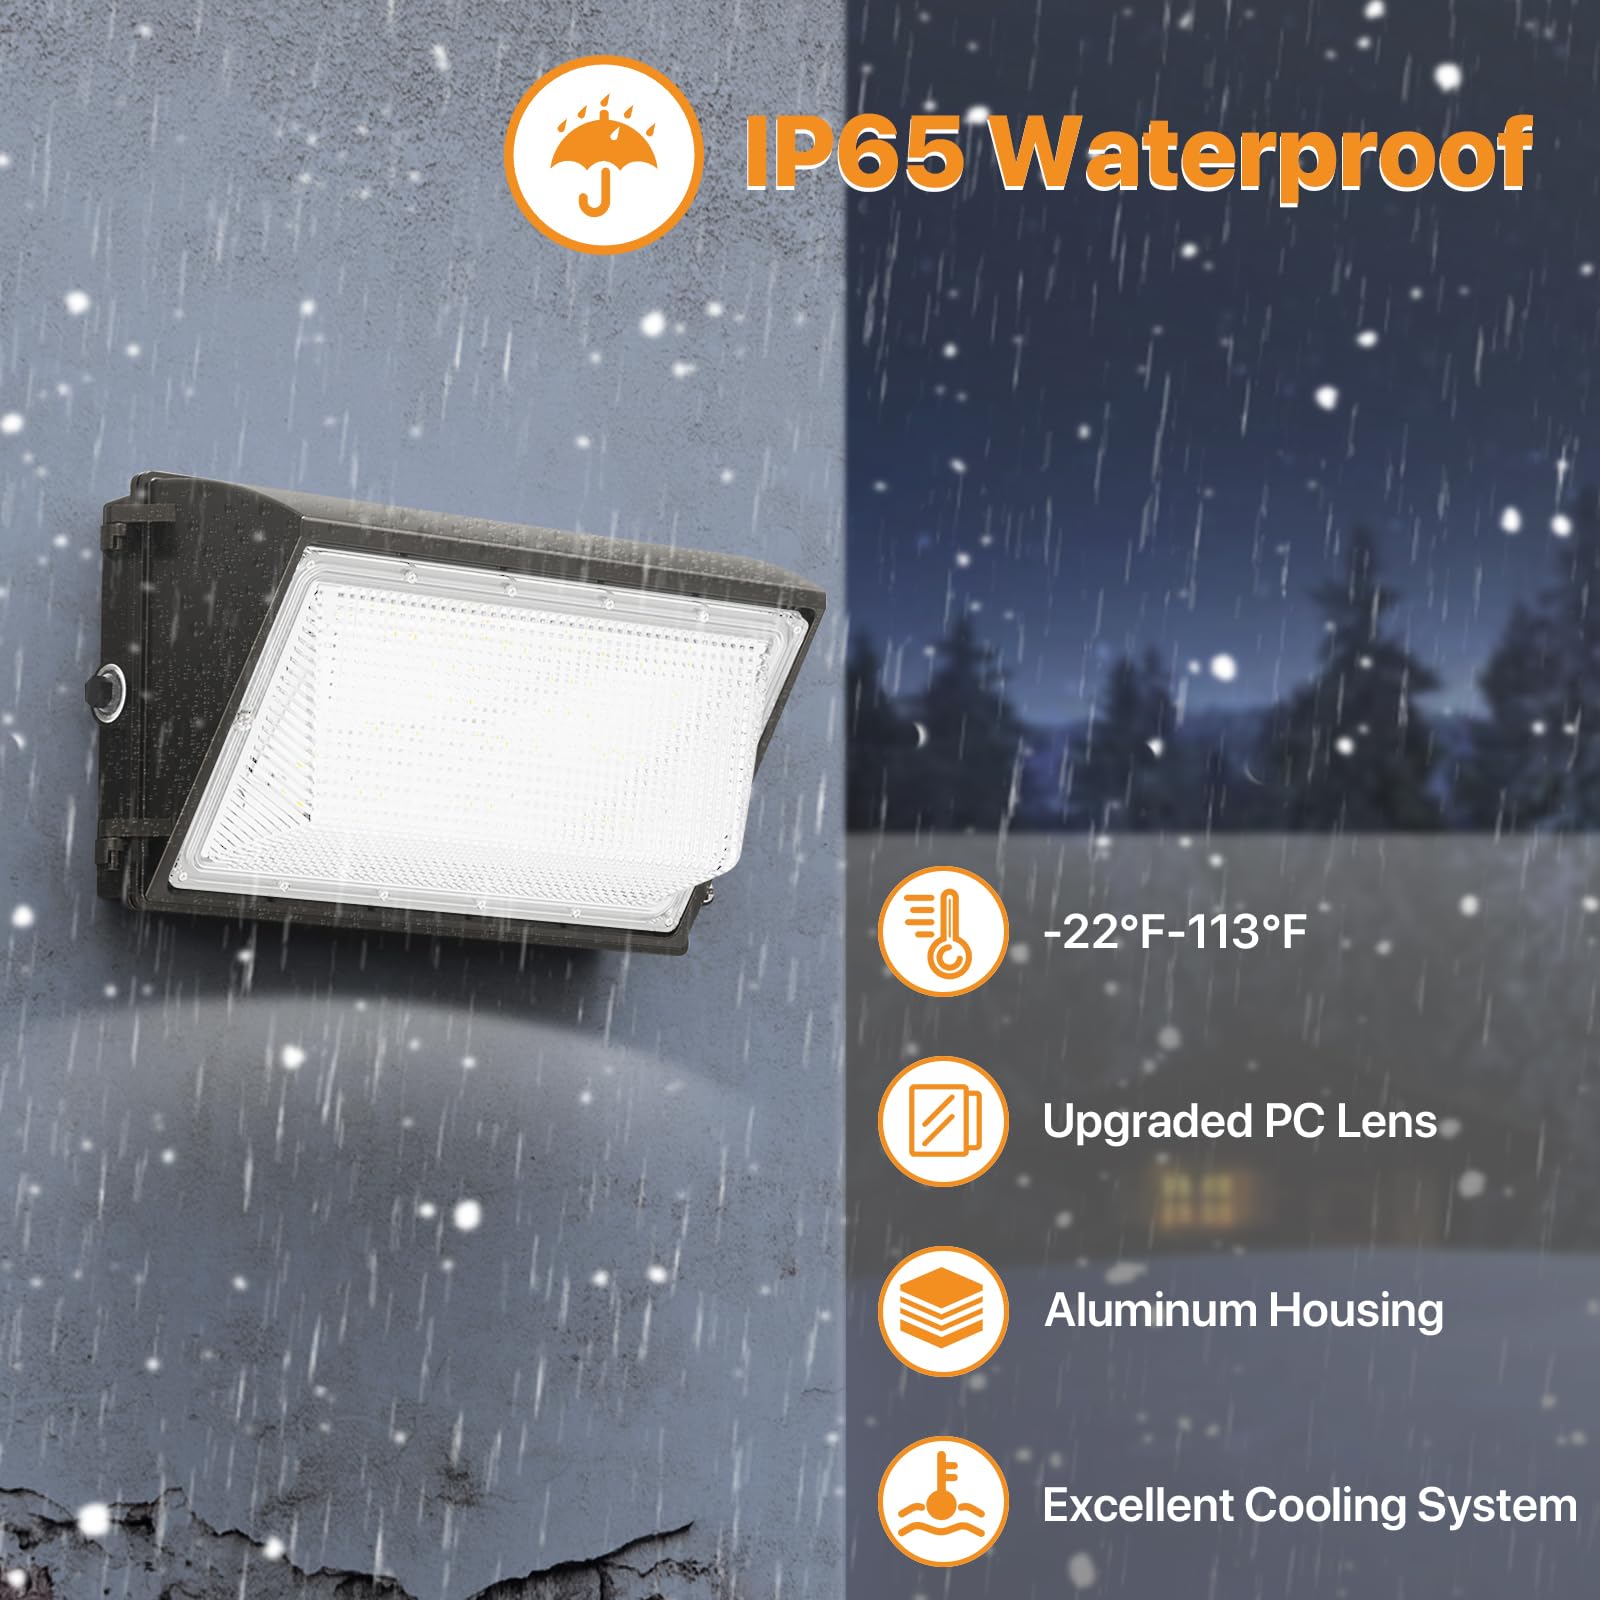 IP65 Waterproof
-22°F-113°F
Upgraded PC Lens
Aluminum Housing
Excellent Cooling System